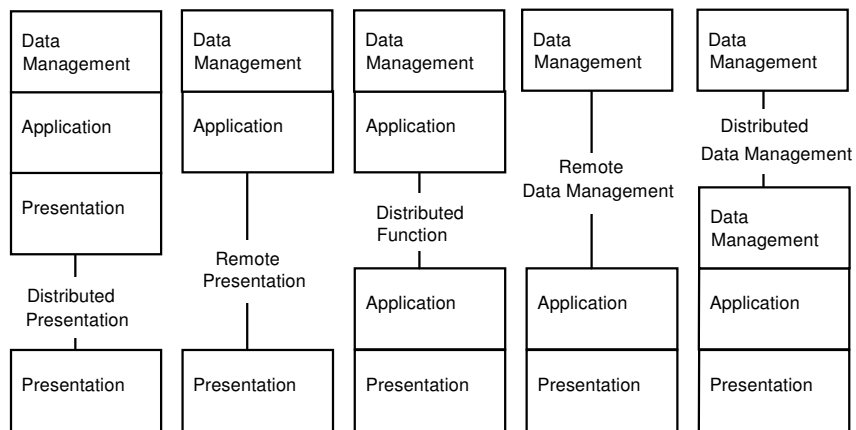 Data
Management
Application
Presentation
Distributed
Presentation
Presentation
Data
Management
Application
Remote
Presentation
Presentation
Data
Management
Application
Distributed
Function
Application
Presentation
Data
Management
Remote
Data Management
Application
Presentation
Data
Management
Distributed
Data Management
Data
Management
Application
Presentation